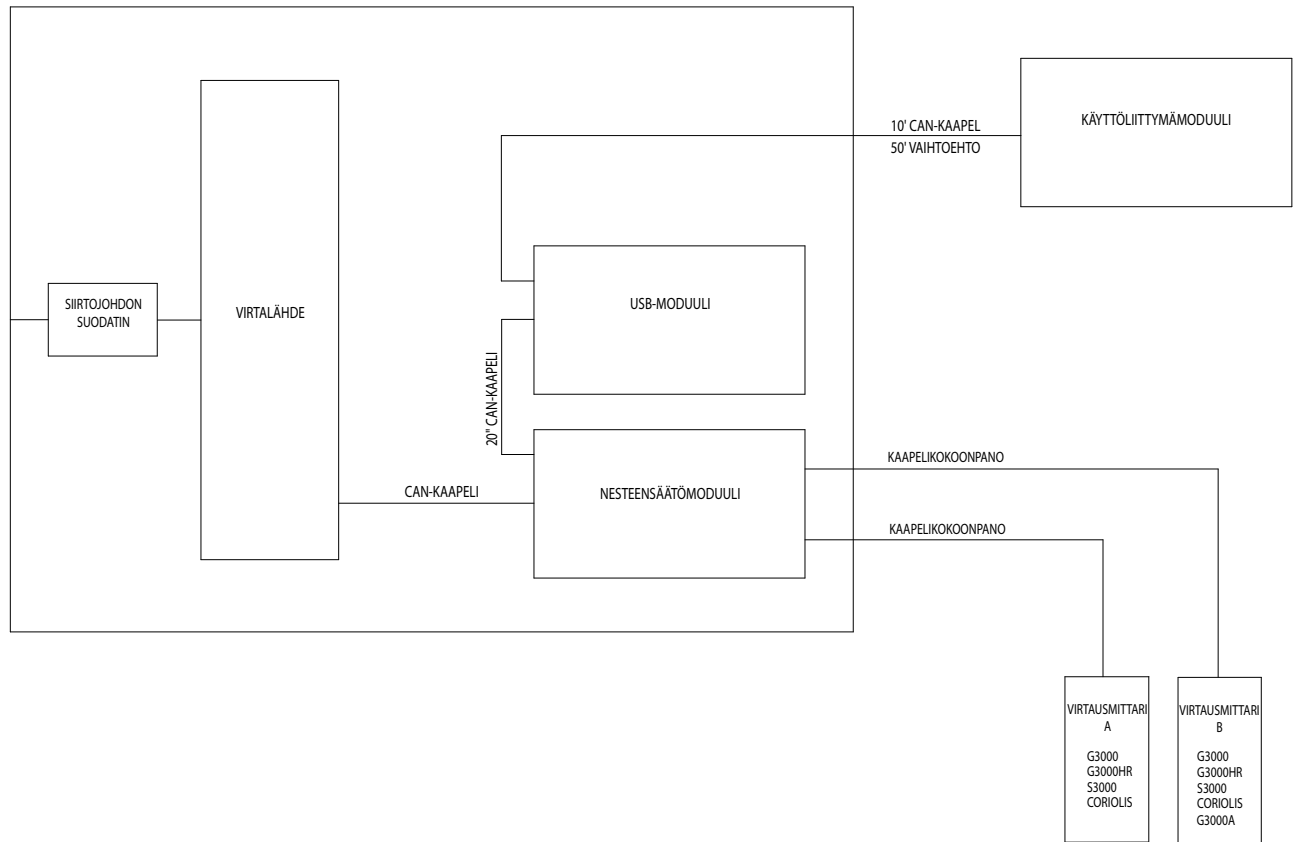 10' CAN-KAAPEL
50' VAIHTOEHTO
KÄYTTÖLIITTYMÄMODUULI
SIIRTOJOHDON
SUODATIN
VIRTALÄHDE
USB-MODUULI
20" CAN-KAAPELI
CAN-KAAPELI
NESTEENSÄÄTÖMODUULI
KAAPELIKOKOONPANO
KAAPELIKOKOONPANO
VIRTAUSMITTARI
A
G3000
G3000HR
S3000
CORIOLIS
VIRTAUSMITTARI
B
G3000
G3000HR
S3000
CORIOLIS
G3000A